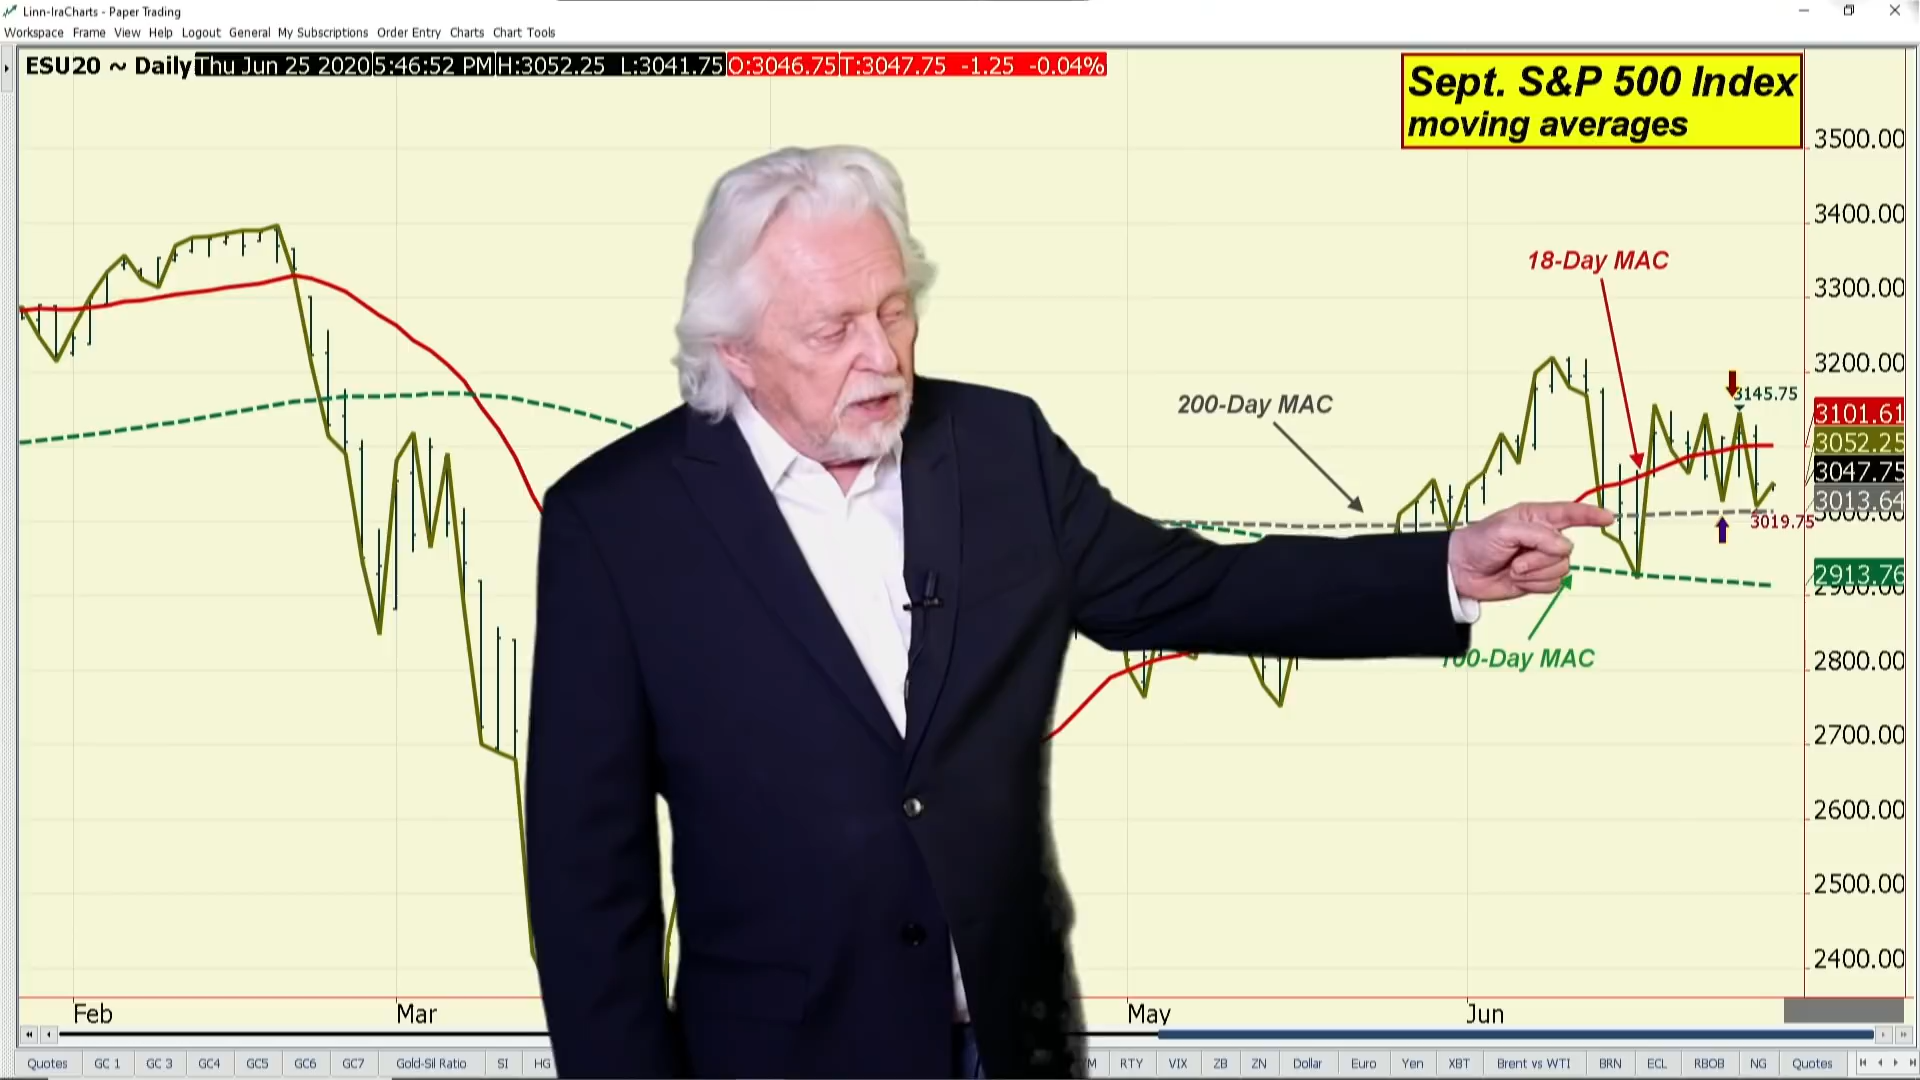 Linn-IraCharts - Paper Trading
Workspace Frame View Help Logout General My Subscriptions Order Entry Charts Chart Tools
ESU20 ~ Daily Thu Jun 25 2020 5:46:52 PM H:3052.25 L:3041.75 O:3046.75 T:3047.75 -1.25 -0.04%
Sept. S&P 500 Index
moving averages
3500.00
3400.00
18-Day MAC
3300.00
3200.00
3145.75
200-Day MAC
3101.61
3052.25
3047.75
3013.64
3000.00
3019.75
2913.76
2900.00
100-Day MAC
2800.00
2700.00
2600.00
2500.00
2400.00
Feb Mar May Jun
Quotes GC 1 GC 3 GC4 GC5 GC6 GC7 Gold-Sil Ratio SI HG RTY VIX ZB ZN Dollar Euro Yen XBT Brent vs WTI BRN ECL RBOB NG Quotes